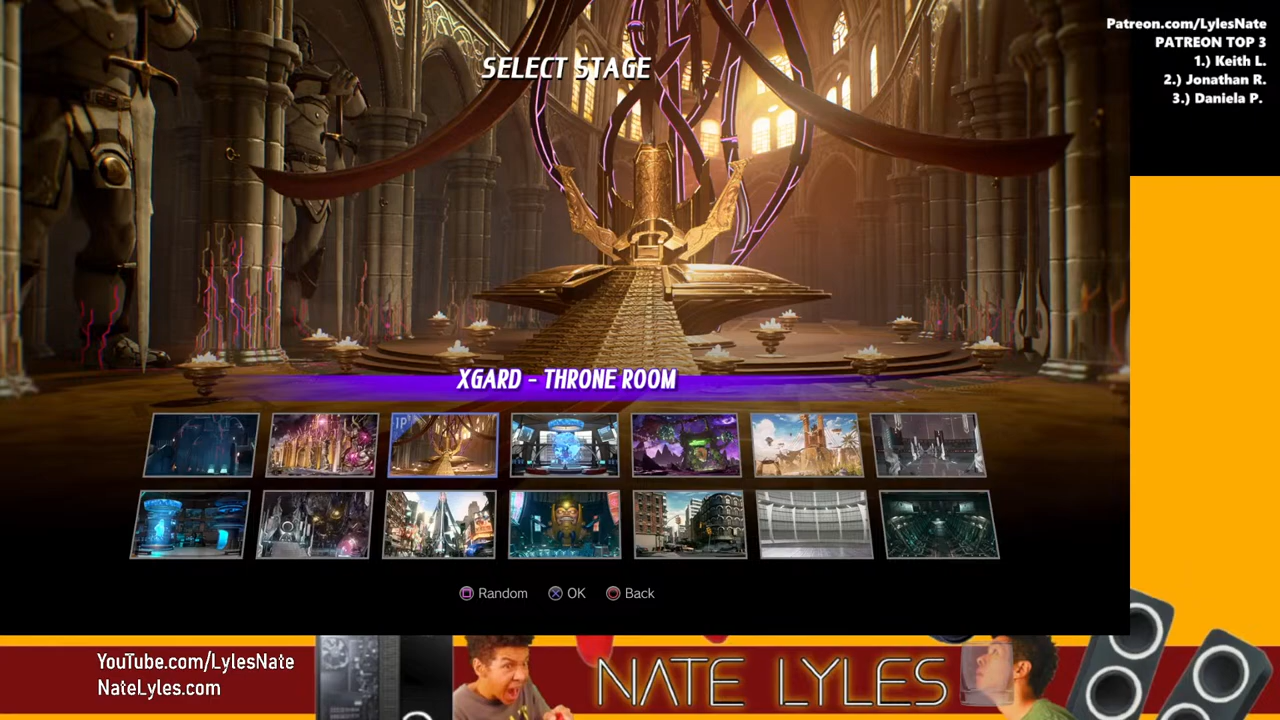 Patreon.com/LylesNate
PATREON TOP 3
1.) Keith L.
2.) Jonathan R.
3.) Daniela P.
SELECT STAGE
XGARD - THRONE ROOM
1P
Random OK Back
YouTube.com/LylesNate
NateLyles.com
NATE LYLES